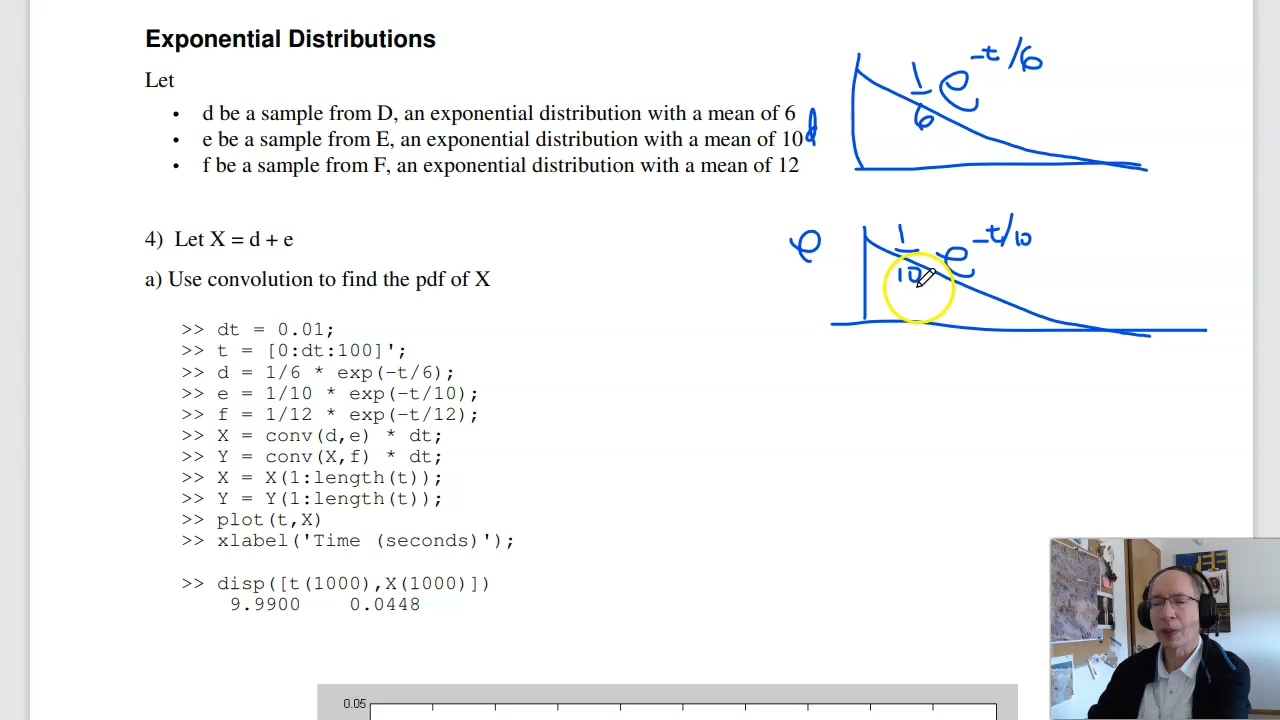 Exponential Distributions
Let
• d be a sample from D, an exponential distribution with a mean of 6
• e be a sample from E, an exponential distribution with a mean of 10
• f be a sample from F, an exponential distribution with a mean of 12
d
1/6 e^-t/6
e
1/10 e^-t/10
4) Let X = d + e
a) Use convolution to find the pdf of X
>> dt = 0.01;
>> t = [0:dt:100]';
>> d = 1/6 * exp(-t/6);
>> e = 1/10 * exp(-t/10);
>> f = 1/12 * exp(-t/12);
>> X = conv(d,e) * dt;
>> Y = conv(X,f) * dt;
>> X = X(1:length(t));
>> Y = Y(1:length(t));
>> plot(t,X)
>> xlabel('Time (seconds)');
>> disp([t(1000),X(1000)])
9.9900 0.0448
0.05